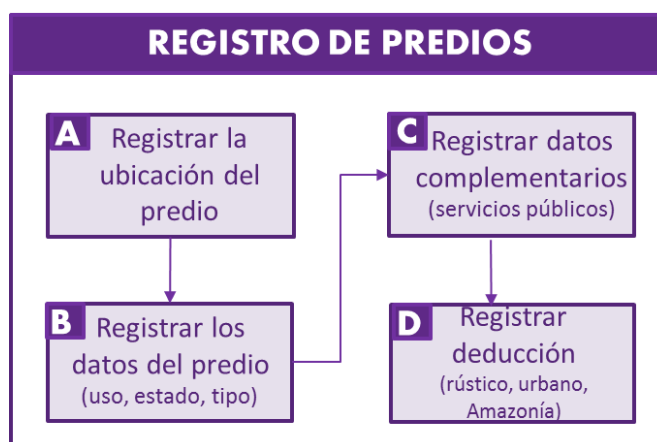 REGISTRO DE PREDIOS
A
Registrar la
ubicación del
predio
B
Registrar los
datos del predio
(uso, estado, tipo)
C
Registrar datos
complementarios
(servicios públicos)
D
Registrar
deducción
(rústico, urbano,
Amazonía)